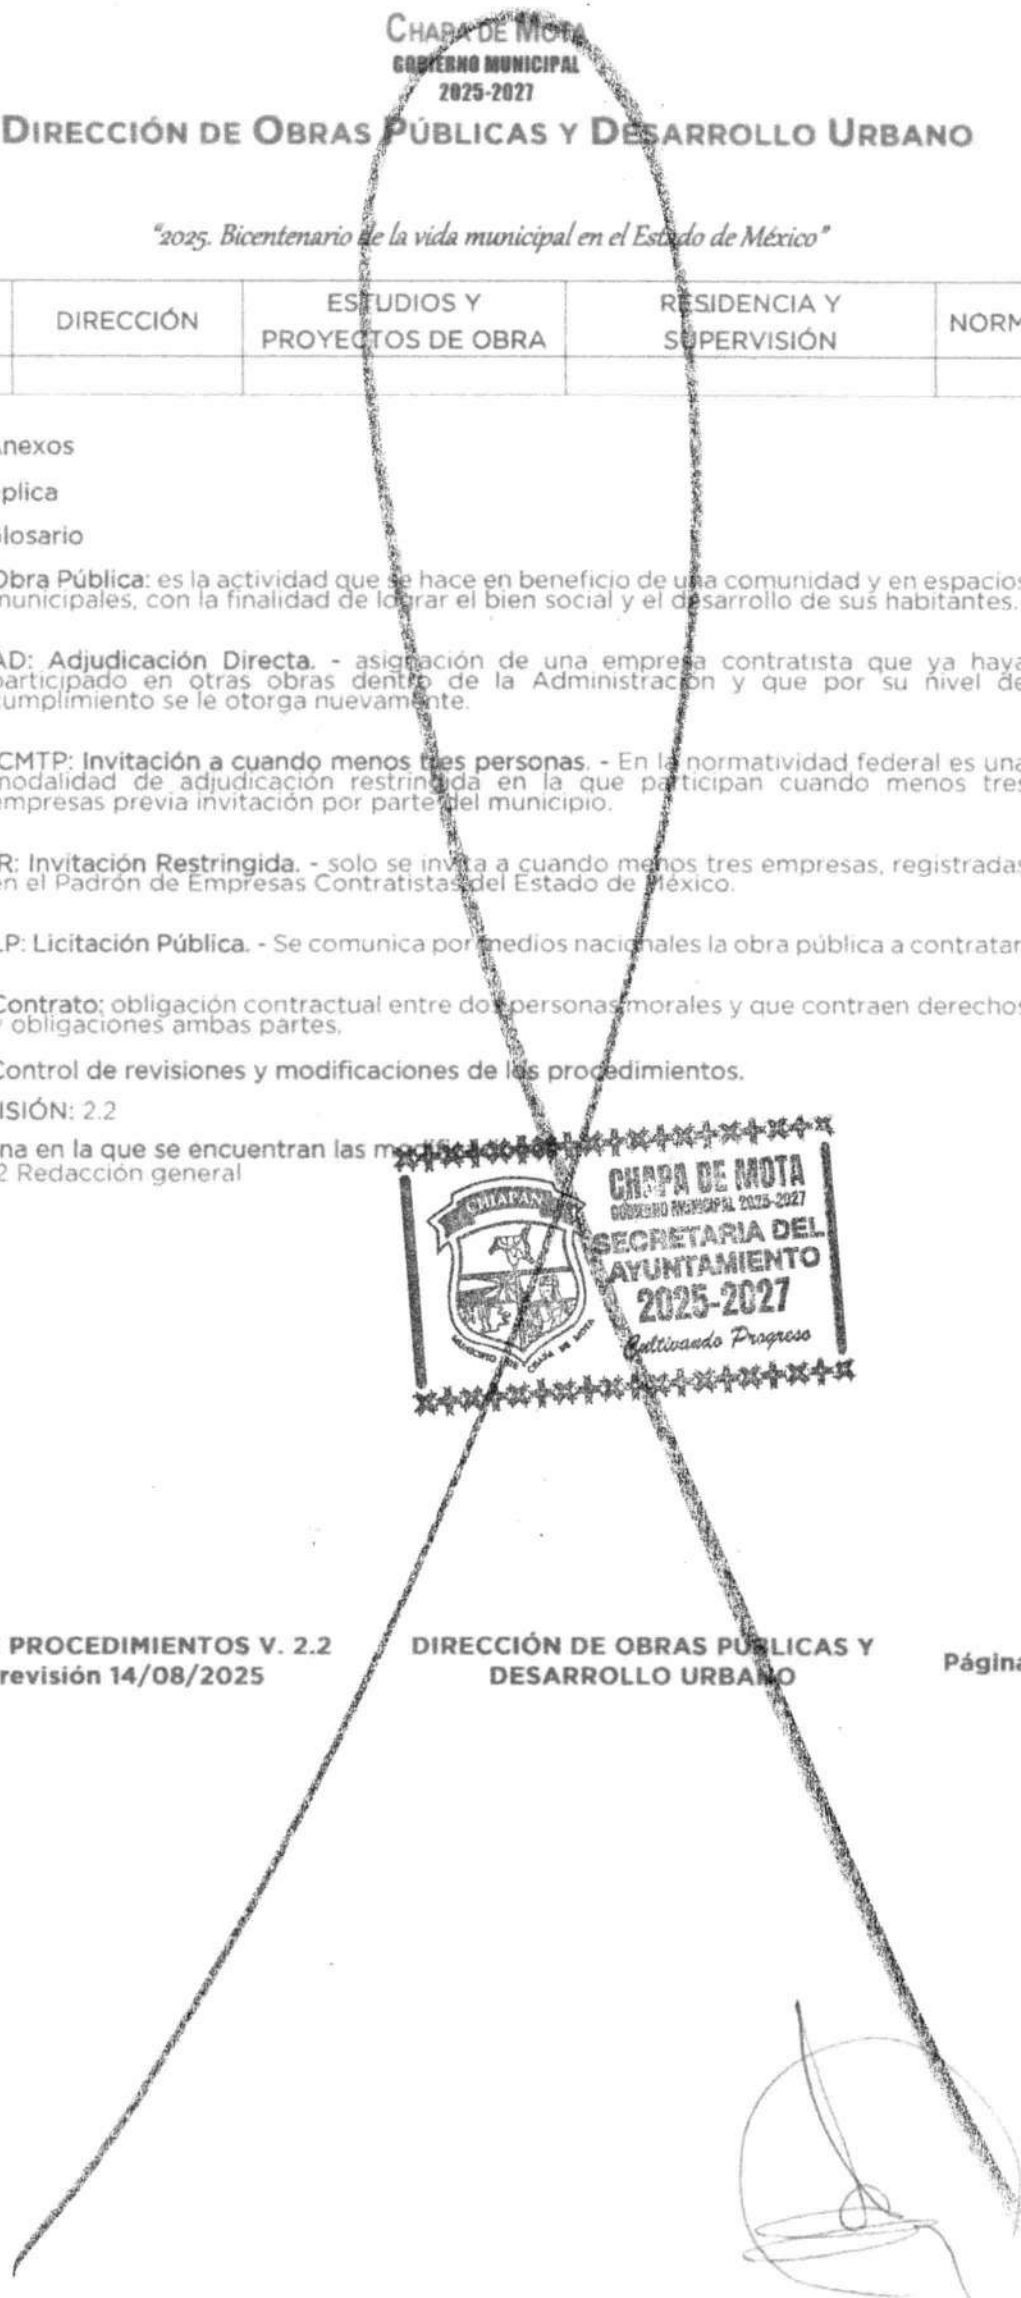 CHAPA DE MOTA
GOBIERNO MUNICIPAL
2025-2027
DIRECCIÓN DE OBRAS PÚBLICAS Y DESARROLLO URBANO
"2025. Bicentenario de la vida municipal en el Estado de México"
DIRECCIÓN
ESTUDIOS Y
PROYECTOS DE OBRA
RESIDENCIA Y
SUPERVISIÓN
NORM
nexos
plica
losario
Obra Pública: es la actividad que se hace en beneficio de una comunidad y en espacios
municipales, con la finalidad de lograr el bien social y el desarrollo de sus habitantes.
AD: Adjudicación Directa. - asignación de una empresa contratista que ya haya
participado en otras obras dentro de la Administración y que por su nivel de
cumplimiento se le otorga nuevamente.
CMTP: Invitación a cuando menos tres personas. - En la normatividad federal es una
modalidad de adjudicación restringida en la que participan cuando menos tres
empresas previa invitación por parte del municipio.
R: Invitación Restringida. - solo se invita a cuando menos tres empresas, registradas
en el Padrón de Empresas Contratistas del Estado de México.
LP: Licitación Pública. - Se comunica por medios nacionales la obra pública a contratar
Contrato: obligación contractual entre dos personas morales y que contraen derechos
y obligaciones ambas partes.
Control de revisiones y modificaciones de los procedimientos.
ISIÓN: 2.2
na en la que se encuentran las modificaciones
2 Redacción general
CHIAPAN
MUNICIPIO DE CHAPA DE MOTA
CHAPA DE MOTA
GOBIERNO MUNICIPAL 2025-2027
SECRETARIA DEL
AYUNTAMIENTO
2025-2027
Cultivando Progreso
PROCEDIMIENTOS V. 2.2
revisión 14/08/2025
DIRECCIÓN DE OBRAS PÚBLICAS Y
DESARROLLO URBANO
Página